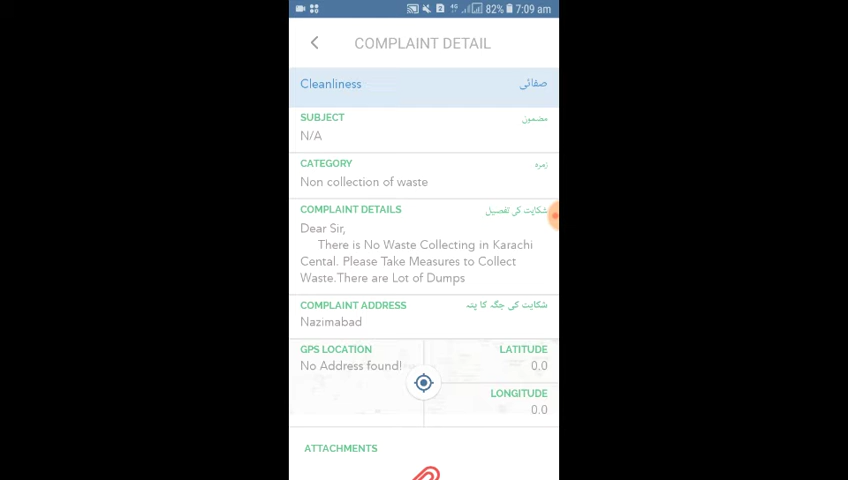 4G 82% 7:09 am
COMPLAINT DETAIL
Cleanliness صفائی
SUBJECT مضمون
N/A
CATEGORY زمرہ
Non collection of waste
COMPLAINT DETAILS شکایت کی تفصیل
Dear Sir,
There is No Waste Collecting in Karachi
Cental. Please Take Measures to Collect
Waste.There are Lot of Dumps
COMPLAINT ADDRESS شکایت کی جگہ کا پتہ
Nazimabad
GPS LOCATION LATITUDE
No Address found! 0.0
LONGITUDE
0.0
ATTACHMENTS